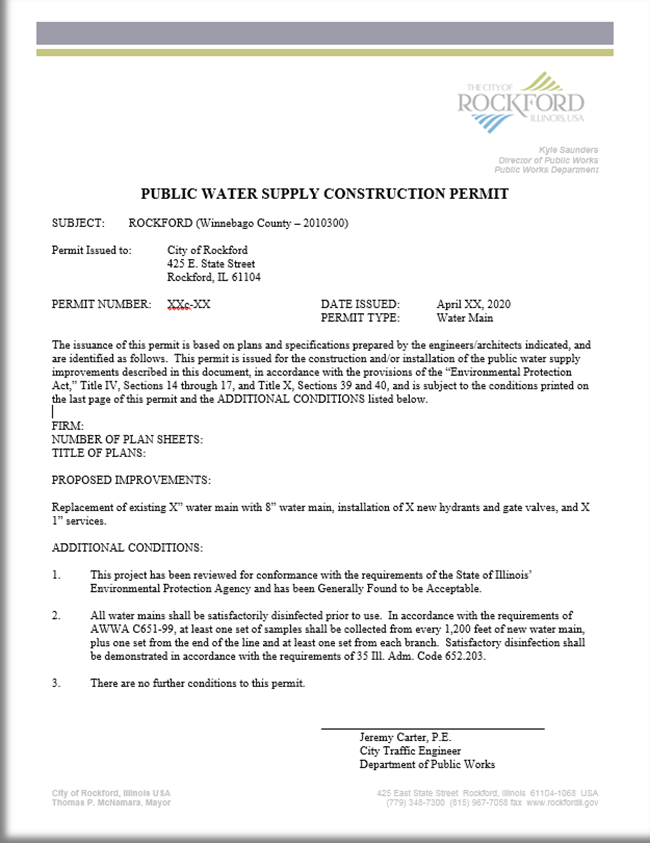 THE CITY OF
ROCKFORD
ILLINOIS, USA
Kyle Saunders
Director of Public Works
Public Works Department
PUBLIC WATER SUPPLY CONSTRUCTION PERMIT
SUBJECT: ROCKFORD (Winnebago County – 2010300)
Permit Issued to: City of Rockford
425 E. State Street
Rockford, IL 61104
PERMIT NUMBER: XXc-XX DATE ISSUED: April XX, 2020
PERMIT TYPE: Water Main
The issuance of this permit is based on plans and specifications prepared by the engineers/architects indicated, and
are identified as follows. This permit is issued for the construction and/or installation of the public water supply
improvements described in this document, in accordance with the provisions of the “Environmental Protection
Act,” Title IV, Sections 14 through 17, and Title X, Sections 39 and 40, and is subject to the conditions printed on
the last page of this permit and the ADDITIONAL CONDITIONS listed below.
FIRM:
NUMBER OF PLAN SHEETS:
TITLE OF PLANS:
PROPOSED IMPROVEMENTS:
Replacement of existing X” water main with 8” water main, installation of X new hydrants and gate valves, and X
1” services.
ADDITIONAL CONDITIONS:
1. This project has been reviewed for conformance with the requirements of the State of Illinois’
Environmental Protection Agency and has been Generally Found to be Acceptable.
2. All water mains shall be satisfactorily disinfected prior to use. In accordance with the requirements of
AWWA C651-99, at least one set of samples shall be collected from every 1,200 feet of new water main,
plus one set from the end of the line and at least one set from each branch. Satisfactory disinfection shall
be demonstrated in accordance with the requirements of 35 Ill. Adm. Code 652.203.
3. There are no further conditions to this permit.
Jeremy Carter, P.E.
City Traffic Engineer
Department of Public Works
City of Rockford, Illinois USA 425 East State Street Rockford, Illinois 61104-1068 USA
Thomas P. McNamara, Mayor (779) 348-7300 (815) 967-7058 fax www.rockfordil.gov